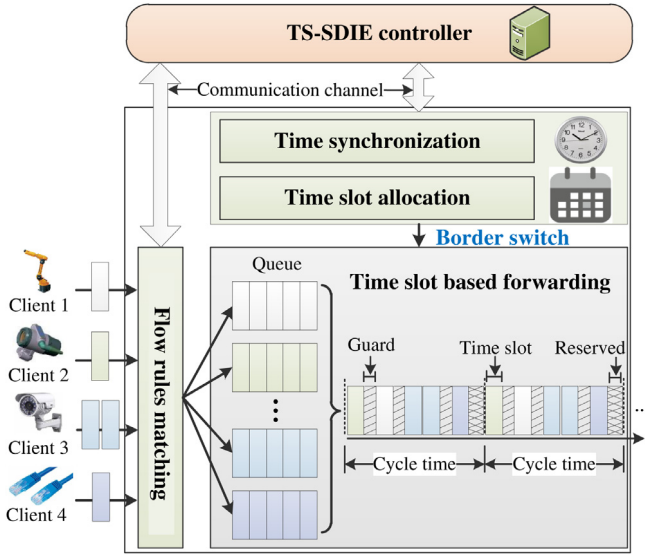 TS-SDIE controller
Communication channel
Time synchronization
Time slot allocation
Border switch
Queue
Time slot based forwarding
Client 1
Client 2
Client 3
Client 4
Flow rules matching
Guard
Time slot
Reserved
...
Cycle time
Cycle time